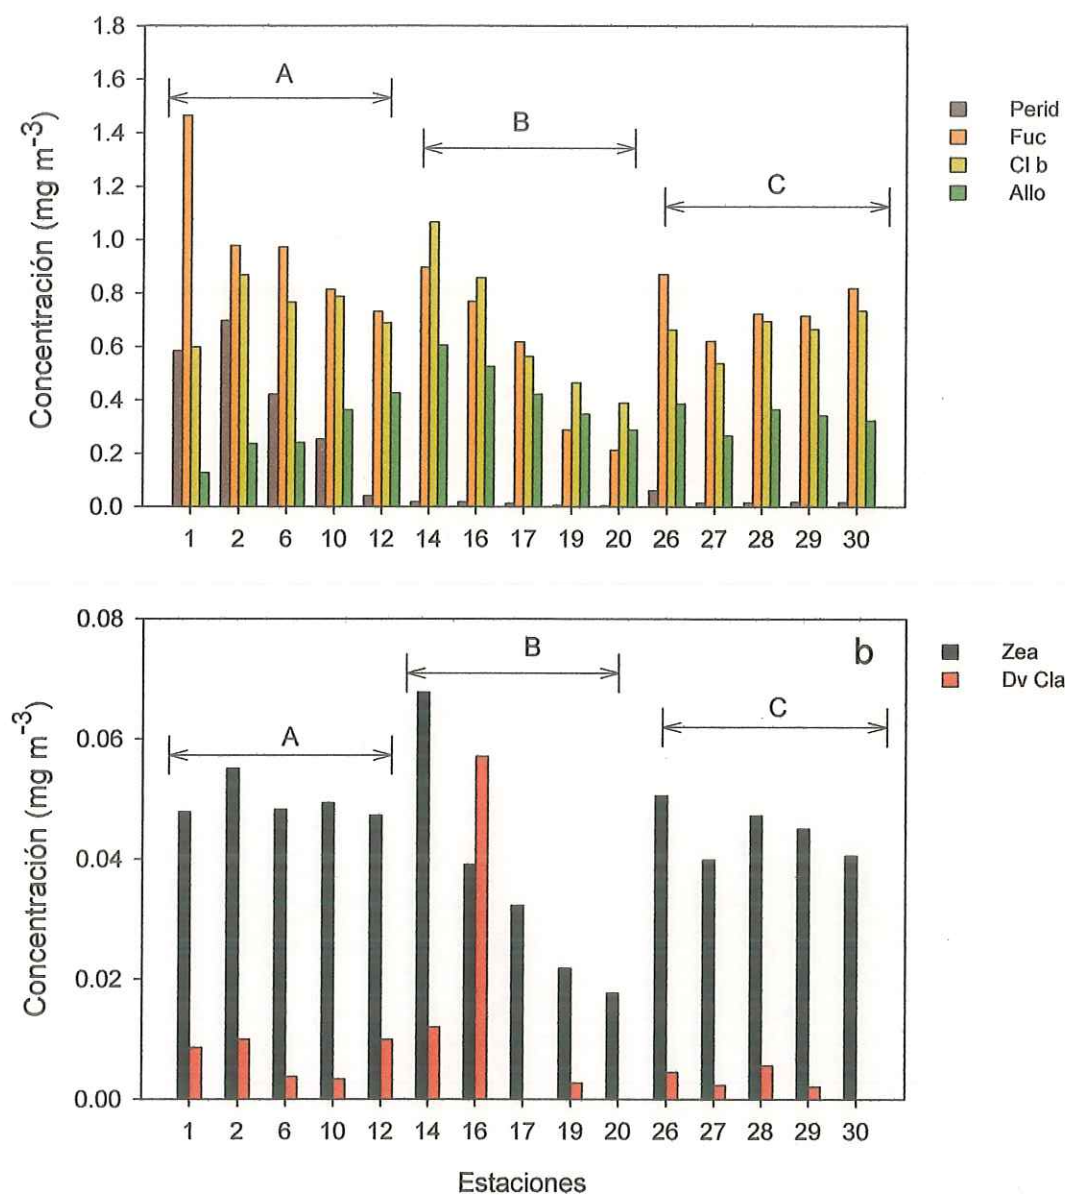 Concentración (mg m⁻³)
1.8
1.6
1.4
1.2
1.0
0.8
0.6
0.4
0.2
0.0
A
B
C
Perid
Fuc
Cl b
Allo
1 2 6 10 12 14 16 17 19 20 26 27 28 29 30
Concentración (mg m⁻³)
0.08
0.06
0.04
0.02
0.00
A
B
C
b
Zea
Dv Cla
1 2 6 10 12 14 16 17 19 20 26 27 28 29 30
Estaciones